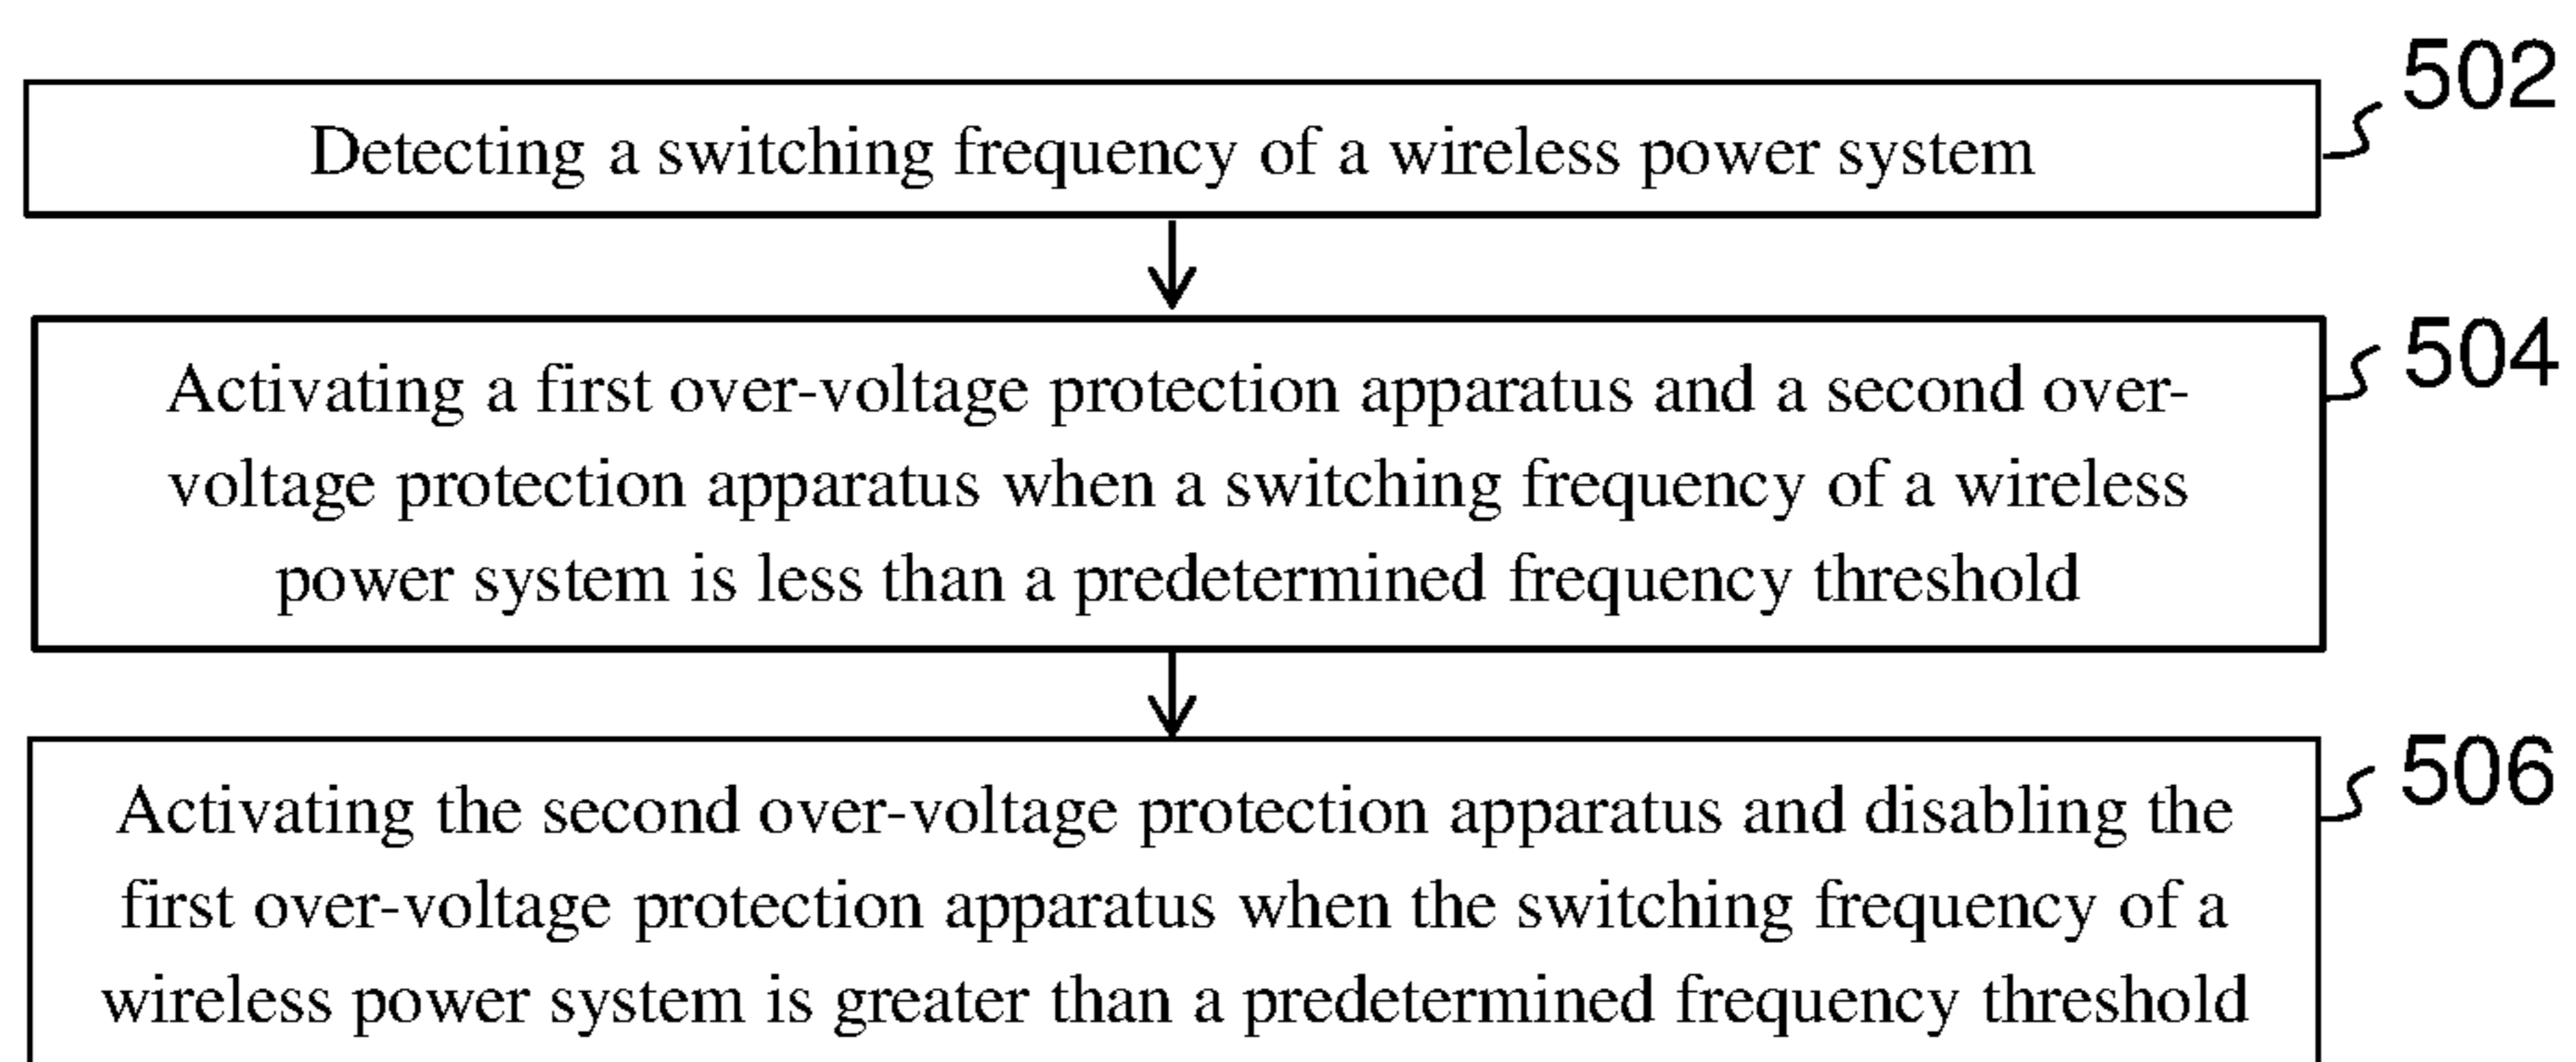 502
Detecting a switching frequency of a wireless power system
504
Activating a first over-voltage protection apparatus and a second over-
voltage protection apparatus when a switching frequency of a wireless
power system is less than a predetermined frequency threshold
506
Activating the second over-voltage protection apparatus and disabling the
first over-voltage protection apparatus when the switching frequency of a
wireless power system is greater than a predetermined frequency threshold